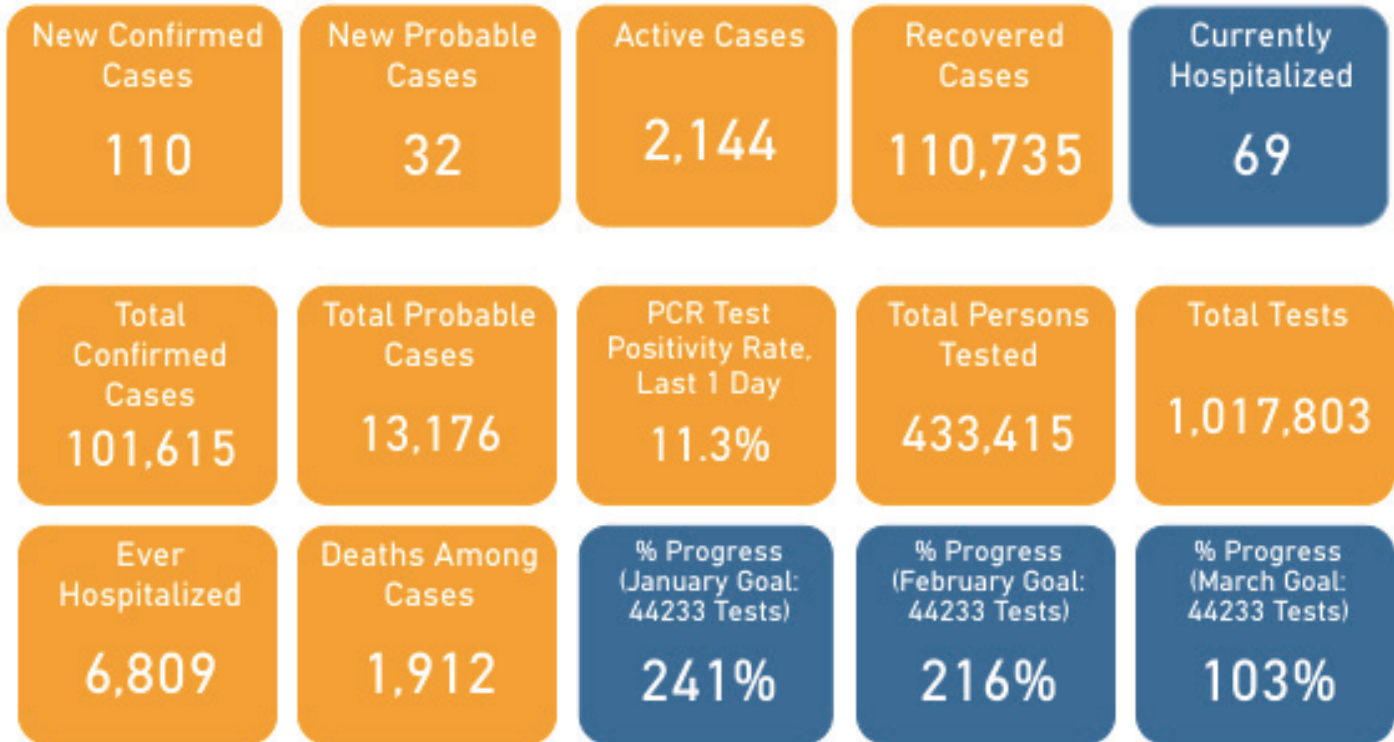 New Confirmed
Cases
110
New Probable
Cases
32
Active Cases
2,144
Recovered
Cases
110,735
Currently
Hospitalized
69
Total
Confirmed
Cases
101,615
Total Probable
Cases
13,176
PCR Test
Positivity Rate,
Last 1 Day
11.3%
Total Persons
Tested
433,415
Total Tests
1,017,803
Ever
Hospitalized
6,809
Deaths Among
Cases
1,912
% Progress
(January Goal:
44233 Tests)
241%
% Progress
(February Goal:
44233 Tests)
216%
% Progress
(March Goal:
44233 Tests)
103%